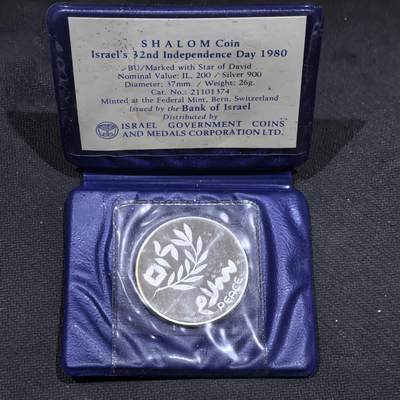 SHALOM Coin
Israel's 32nd Independence Day 1980
BU/Marked with Star of David
Nominal Value: IL. 200 / Silver 900
Diameter: 37mm. / Weight: 26g.
Cat. No.: 21101374
Minted at the Federal Mint, Bern, Switzerland
Issued by the Bank of Israel
Distributed by
ISRAEL GOVERNMENT COINS
AND MEDALS CORPORATION LTD.
שלום
سلام
PEACE